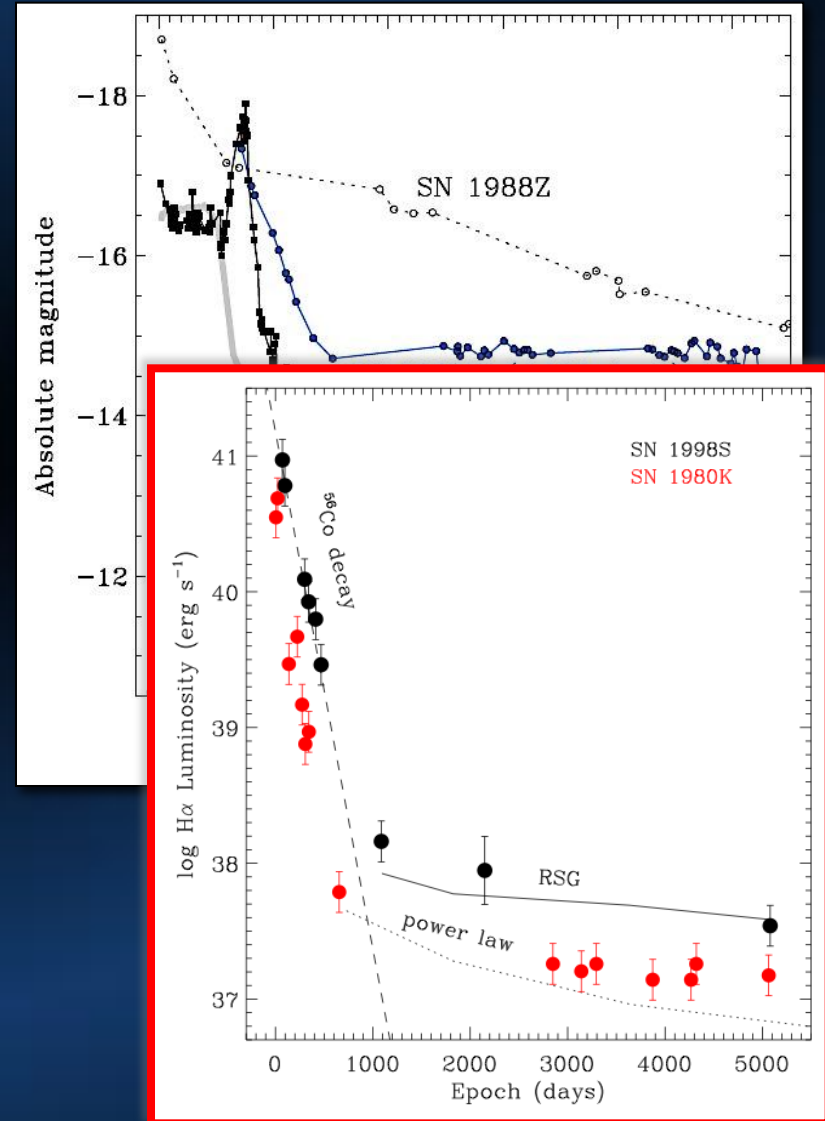 −18
−16
−14
−12
Absolute magnitude
SN 1988Z
41
40
39
38
37
log Hα Luminosity (erg s⁻¹)
SN 1998S
SN 1980K
⁵⁶Co decay
RSG
power law
0 1000 2000 3000 4000 5000
Epoch (days)